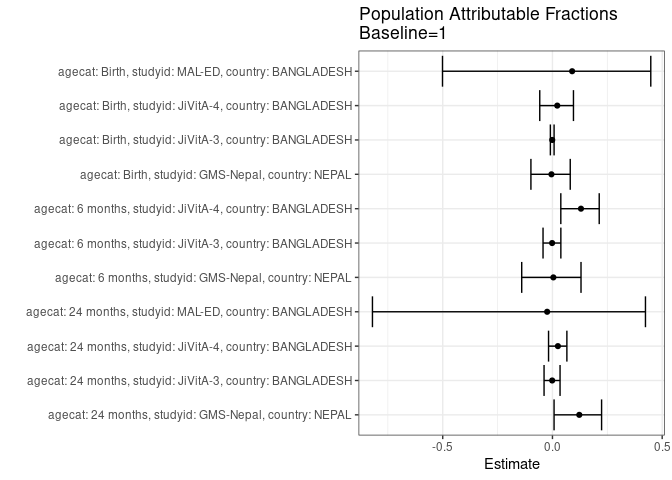 Population Attributable Fractions
Baseline=1
agecat: Birth, studyid: MAL-ED, country: BANGLADESH
agecat: Birth, studyid: JiVitA-4, country: BANGLADESH
agecat: Birth, studyid: JiVitA-3, country: BANGLADESH
agecat: Birth, studyid: GMS-Nepal, country: NEPAL
agecat: 6 months, studyid: JiVitA-4, country: BANGLADESH
agecat: 6 months, studyid: JiVitA-3, country: BANGLADESH
agecat: 6 months, studyid: GMS-Nepal, country: NEPAL
agecat: 24 months, studyid: MAL-ED, country: BANGLADESH
agecat: 24 months, studyid: JiVitA-4, country: BANGLADESH
agecat: 24 months, studyid: JiVitA-3, country: BANGLADESH
agecat: 24 months, studyid: GMS-Nepal, country: NEPAL
-0.5 0.0 0.5
Estimate